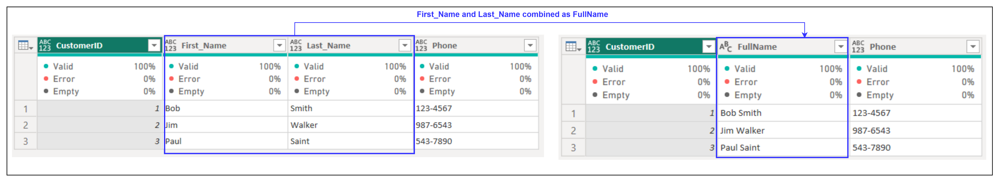 First_Name and Last_Name combined as FullName
ABC 123 CustomerID ABC 123 First_Name ABC 123 Last_Name ABC 123 Phone
Valid 100% Valid 100% Valid 100% Valid 100%
Error 0% Error 0% Error 0% Error 0%
Empty 0% Empty 0% Empty 0% Empty 0%
1 1 Bob Smith 123-4567
2 2 Jim Walker 987-6543
3 3 Paul Saint 543-7890
ABC 123 CustomerID ABC FullName ABC 123 Phone
Valid 100% Valid 100% Valid 100%
Error 0% Error 0% Error 0%
Empty 0% Empty 0% Empty 0%
1 1 Bob Smith 123-4567
2 2 Jim Walker 987-6543
3 3 Paul Saint 543-7890